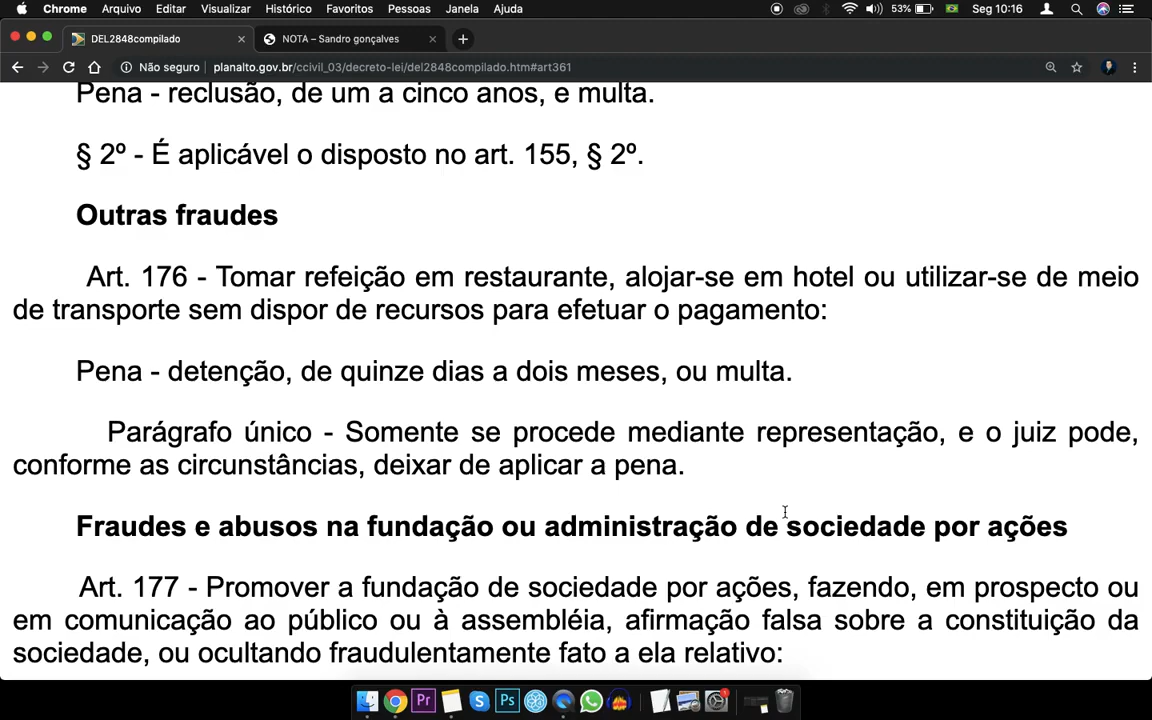 Chrome Arquivo Editar Visualizar Histórico Favoritos Pessoas Janela Ajuda 53% Seg 10:16
DEL2848compilado NOTA – Sandro gonçalves
Não seguro planalto.gov.br/ccivil_03/decreto-lei/del2848compilado.htm#art361
Pena - reclusão, de um a cinco anos, e multa.
§ 2º - É aplicável o disposto no art. 155, § 2º.
Outras fraudes
Art. 176 - Tomar refeição em restaurante, alojar-se em hotel ou utilizar-se de meio
de transporte sem dispor de recursos para efetuar o pagamento:
Pena - detenção, de quinze dias a dois meses, ou multa.
Parágrafo único - Somente se procede mediante representação, e o juiz pode,
conforme as circunstâncias, deixar de aplicar a pena.
Fraudes e abusos na fundação ou administração de sociedade por ações
Art. 177 - Promover a fundação de sociedade por ações, fazendo, em prospecto ou
em comunicação ao público ou à assembléia, afirmação falsa sobre a constituição da
sociedade, ou ocultando fraudulentamente fato a ela relativo:
Pr Ps